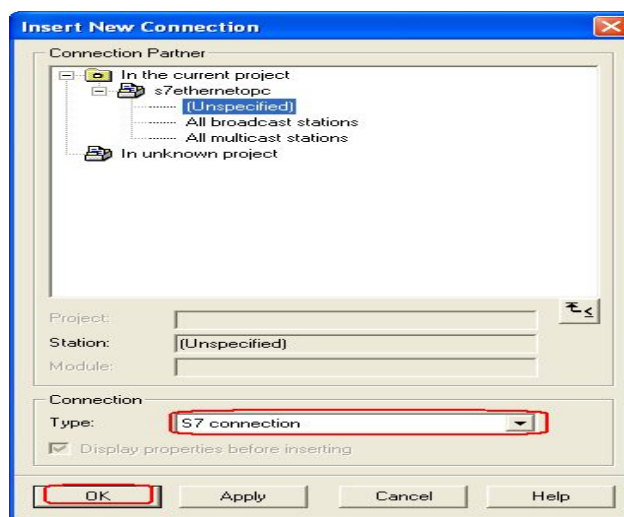 Insert New Connection
Connection Partner
In the current project
s7ethernetopc
(Unspecified)
All broadcast stations
All multicast stations
In unknown project
Project:
Station: (Unspecified)
Module:
Connection
Type: S7 connection
Display properties before inserting
OK Apply Cancel Help